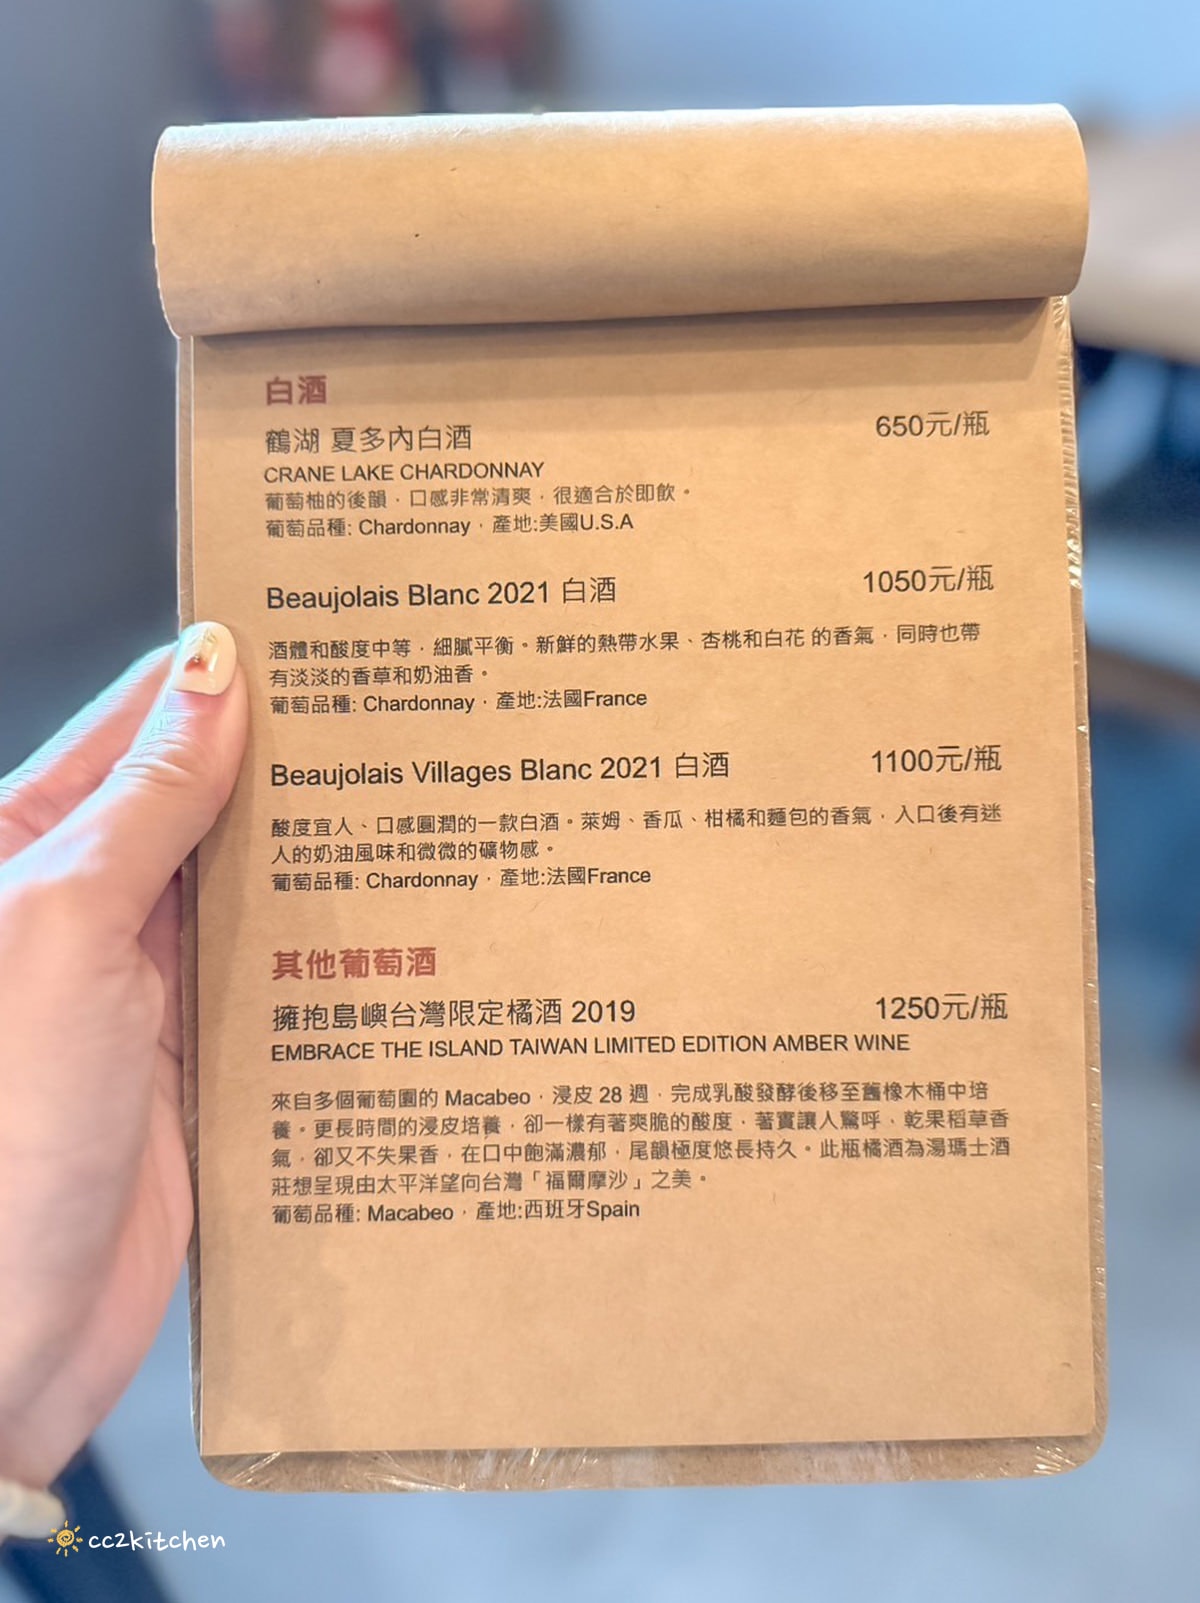 白酒
鶴湖 夏多內白酒 650元/瓶
CRANE LAKE CHARDONNAY
葡萄柚的後韻，口感非常清爽，很適合於即飲。
葡萄品種: Chardonnay，產地:美國U.S.A
Beaujolais Blanc 2021 白酒 1050元/瓶
酒體和酸度中等，細膩平衡。新鮮的熱帶水果、杏桃和白花 的香氣，同時也帶
有淡淡的香草和奶油香。
葡萄品種: Chardonnay，產地:法國France
Beaujolais Villages Blanc 2021 白酒 1100元/瓶
酸度宜人、口感圓潤的一款白酒。萊姆、香瓜、柑橘和麵包的香氣，入口後有迷
人的奶油風味和微微的礦物感。
葡萄品種: Chardonnay，產地:法國France
其他葡萄酒
擁抱島嶼台灣限定橘酒 2019 1250元/瓶
EMBRACE THE ISLAND TAIWAN LIMITED EDITION AMBER WINE
來自多個葡萄園的 Macabeo，浸皮 28 週，完成乳酸發酵後移至舊橡木桶中培
養。更長時間的浸皮培養，卻一樣有著爽脆的酸度，著實讓人驚呼，乾果稻草香
氣，卻又不失果香，在口中飽滿濃郁，尾韻極度悠長持久。此瓶橘酒為湯瑪士酒
莊想呈現由太平洋望向台灣「福爾摩沙」之美。
葡萄品種: Macabeo，產地:西班牙Spain
cc2kitchen